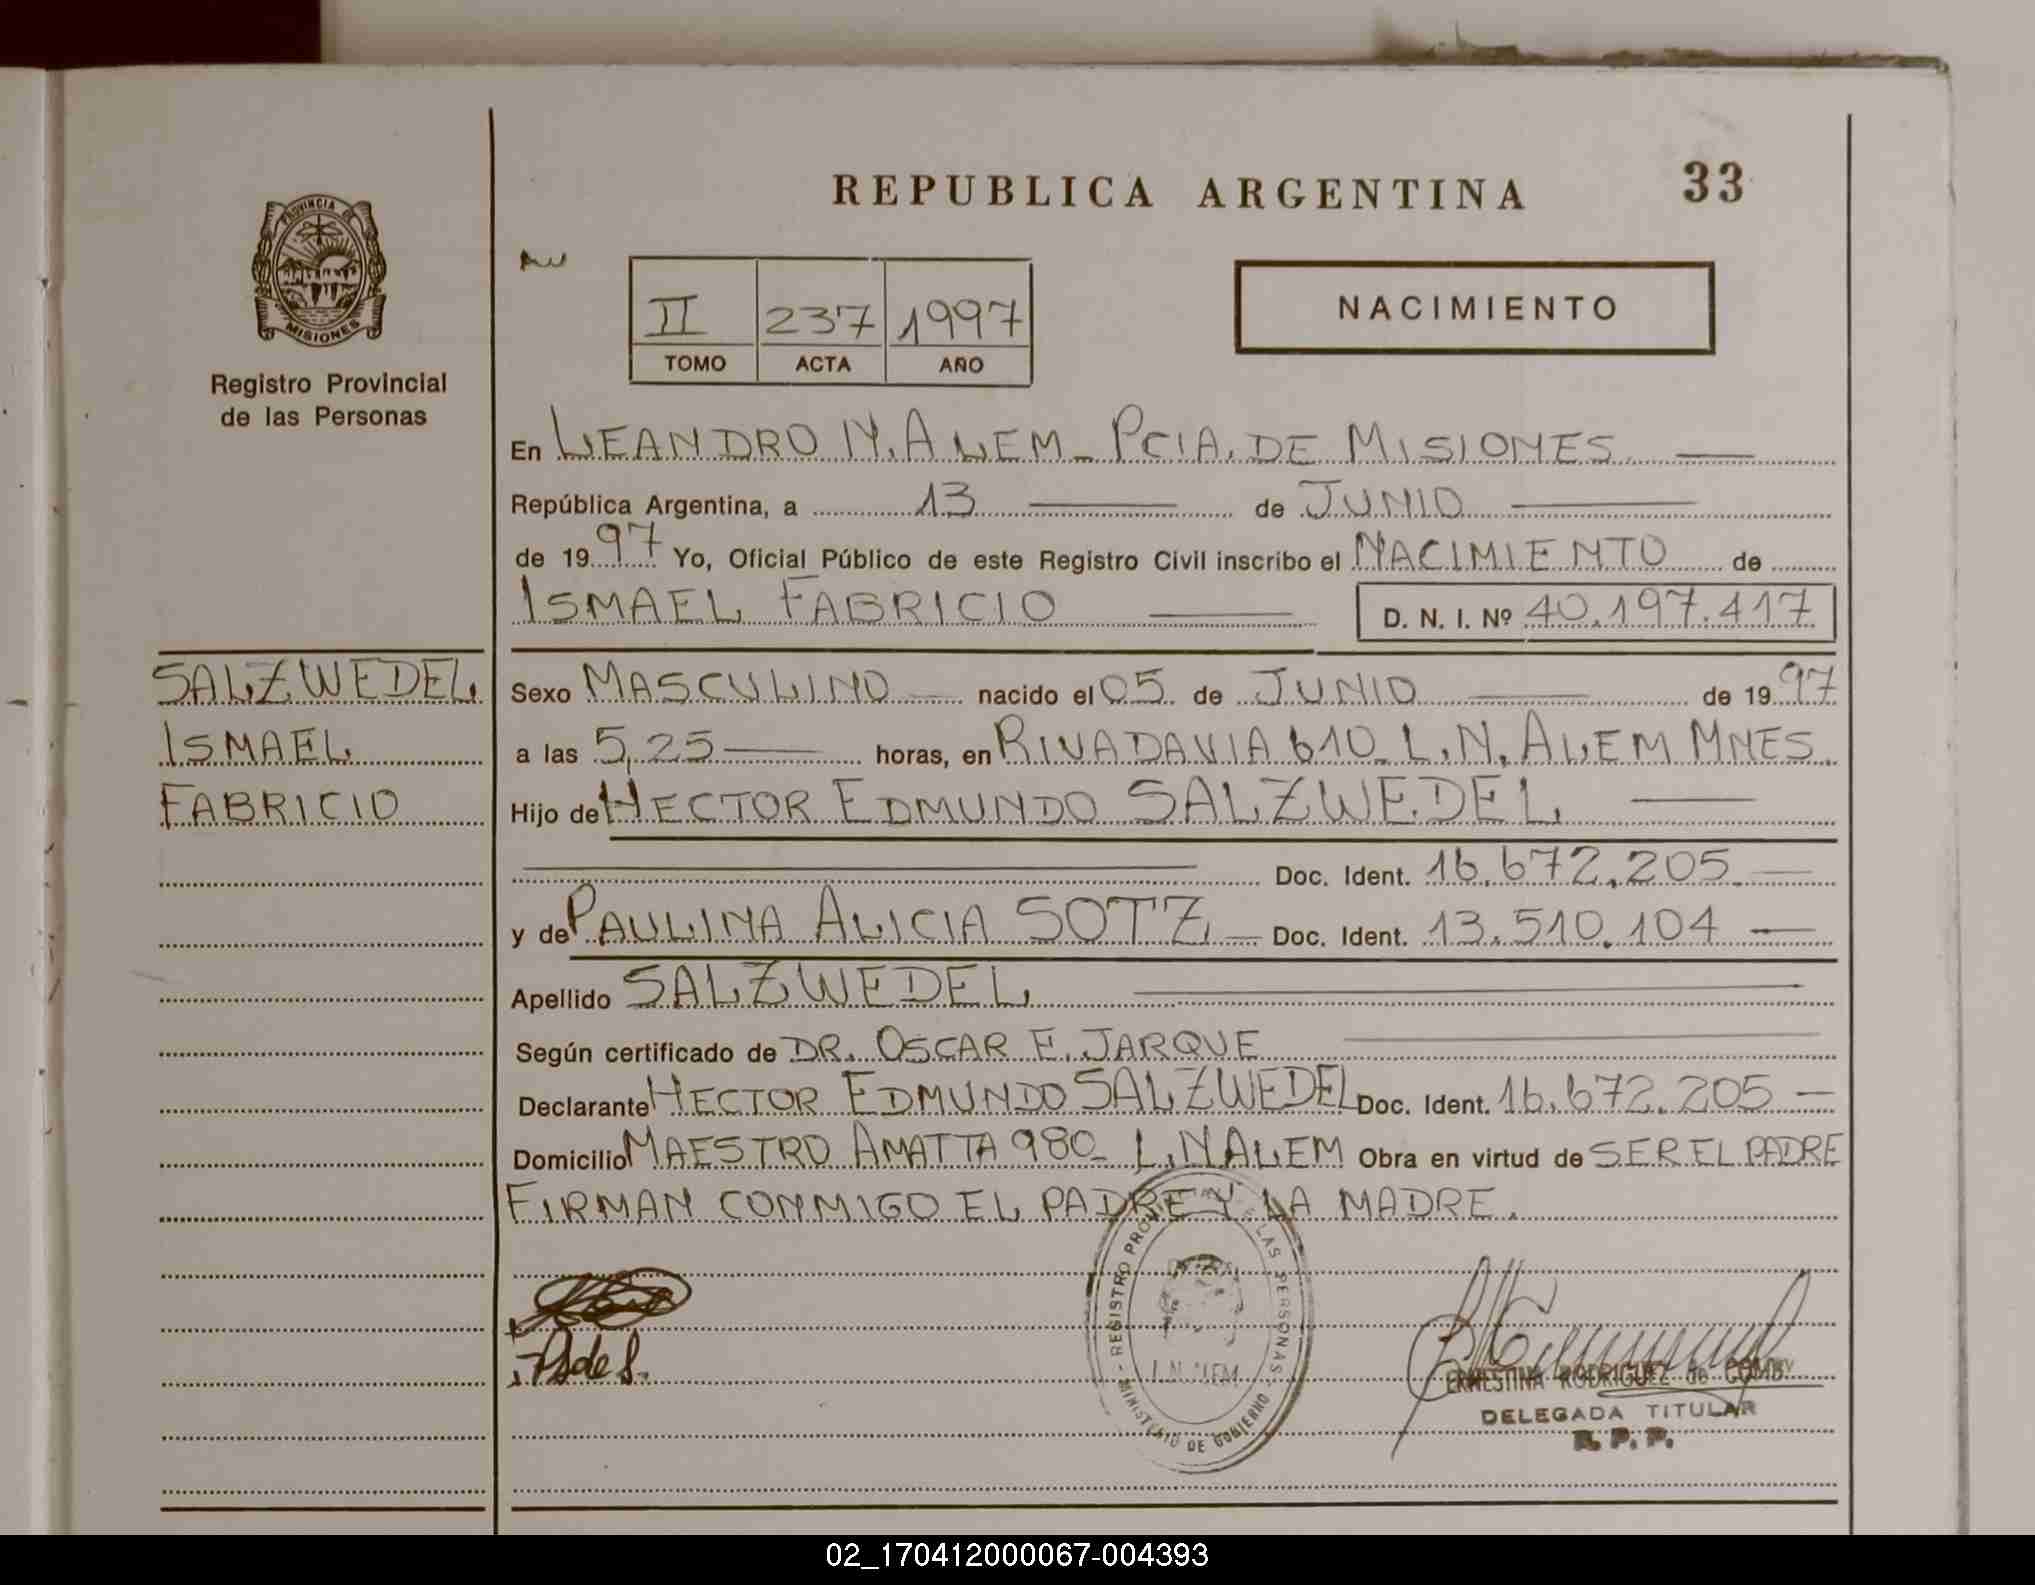 REPUBLICA ARGENTINA 33
PROVINCIA DE
MISIONES
Registro Provincial
de las Personas
II 237 1997
TOMO ACTA AÑO
NACIMIENTO
En LEANDRO N. ALEM - PCIA. DE MISIONES.
República Argentina, a 13 de JUNIO
de 1997 Yo, Oficial Público de este Registro Civil inscribo el NACIMIENTO de
ISMAEL FABRICIO D. N. I. Nº 40.197.417
SALZWEDEL
ISMAEL
FABRICIO
Sexo MASCULINO nacido el 05 de JUNIO de 1997
a las 5,25 horas, en RIVADAVIA 610 - L.N. ALEM MNES.
Hijo de HECTOR EDMUNDO SALZWEDEL
Doc. Ident. 16.672.205
y de PAULINA ALICIA SOTZ Doc. Ident. 13.510.104
Apellido SALZWEDEL
Según certificado de DR. OSCAR E. JARQUE
Declarante HECTOR EDMUNDO SALZWEDEL Doc. Ident. 16.672.205
Domicilio MAESTRO AMATTA 980 - L.N ALEM Obra en virtud de SER EL PADRE
FIRMAN CONMIGO EL PADRE Y LA MADRE.
REGISTRO PROVINCIAL DE LAS PERSONAS
L.N. ALEM
MINISTERIO DE GOBIERNO
ERNESTINA RODRIGUEZ de
DELEGADA TITULAR
R. P. P.
02_170412000067-004393